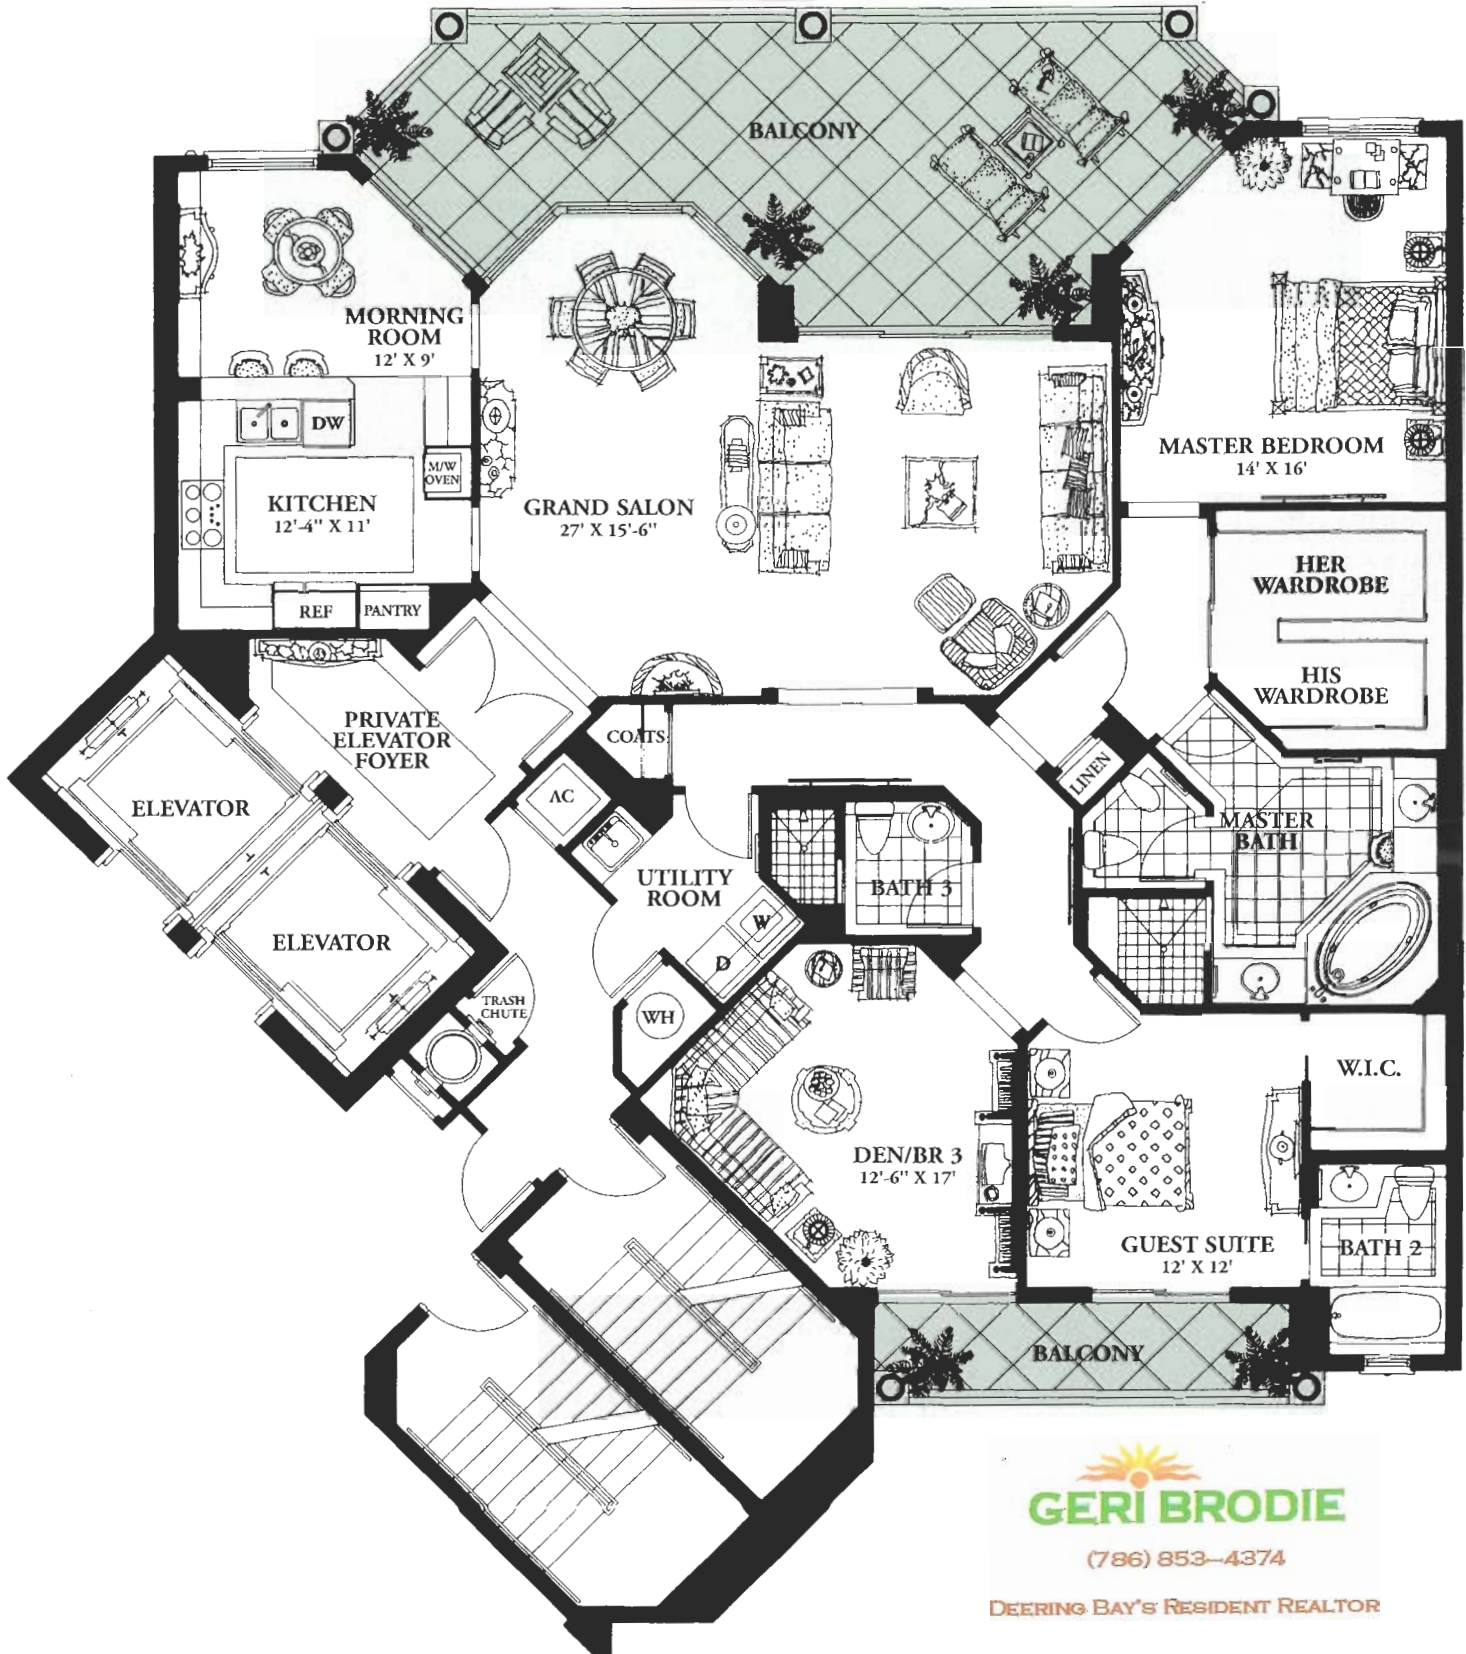 BALCONY
MORNING
ROOM
12' X 9'
DW
M/W
OVEN
KITCHEN
12'-4" X 11'
REF
PANTRY
GRAND SALON
27' X 15'-6"
MASTER BEDROOM
14' X 16'
HER
WARDROBE
HIS
WARDROBE
PRIVATE
ELEVATOR
FOYER
COATS
LINEN
ELEVATOR
AC
MASTER
BATH
UTILITY
ROOM
BATH 3
W
D
ELEVATOR
TRASH
CHUTE
WH
W.I.C.
DEN/BR 3
12'-6" X 17'
GUEST SUITE
12' X 12'
BATH 2
BALCONY
GERI BRODIE
(786) 853-4374
DEERING BAY'S RESIDENT REALTOR